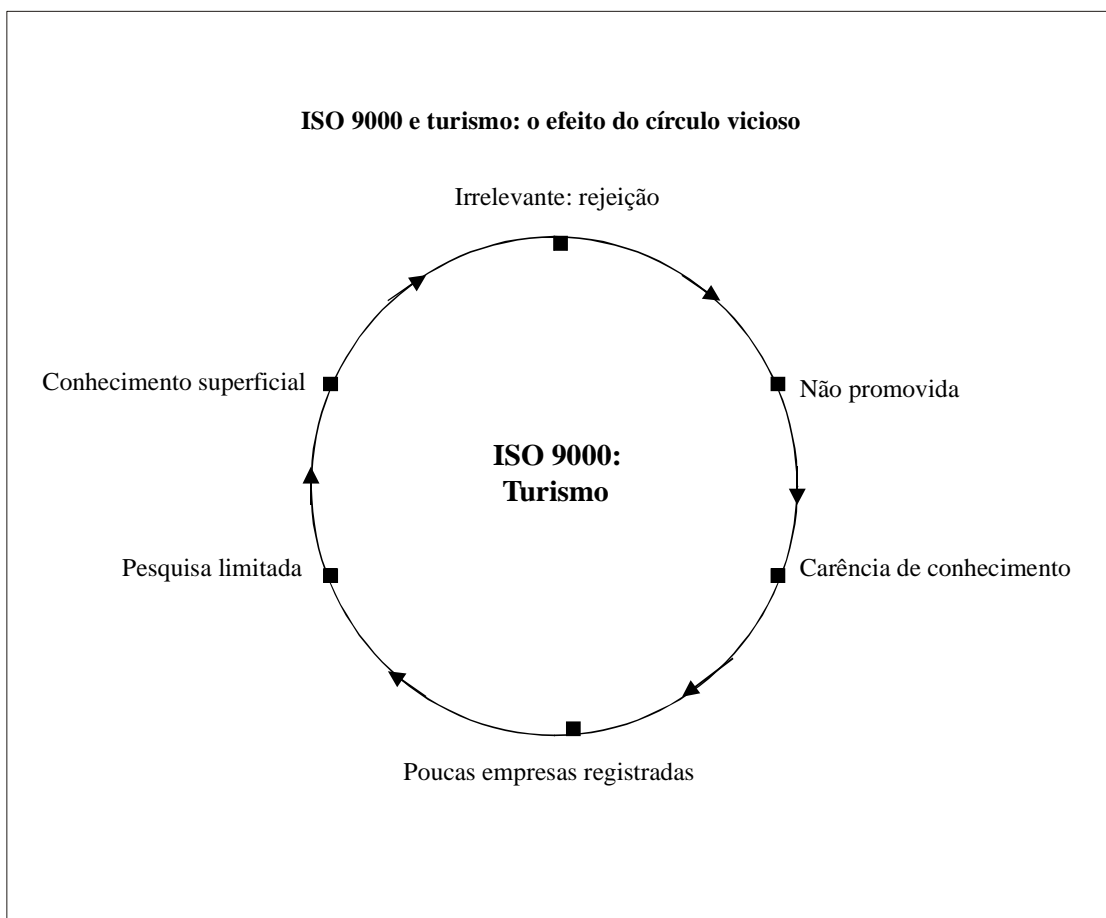 ISO 9000 e turismo: o efeito do círculo vicioso
Irrelevante: rejeição
Conhecimento superficial
Não promovida
ISO 9000:
Turismo
Pesquisa limitada
Carência de conhecimento
Poucas empresas registradas